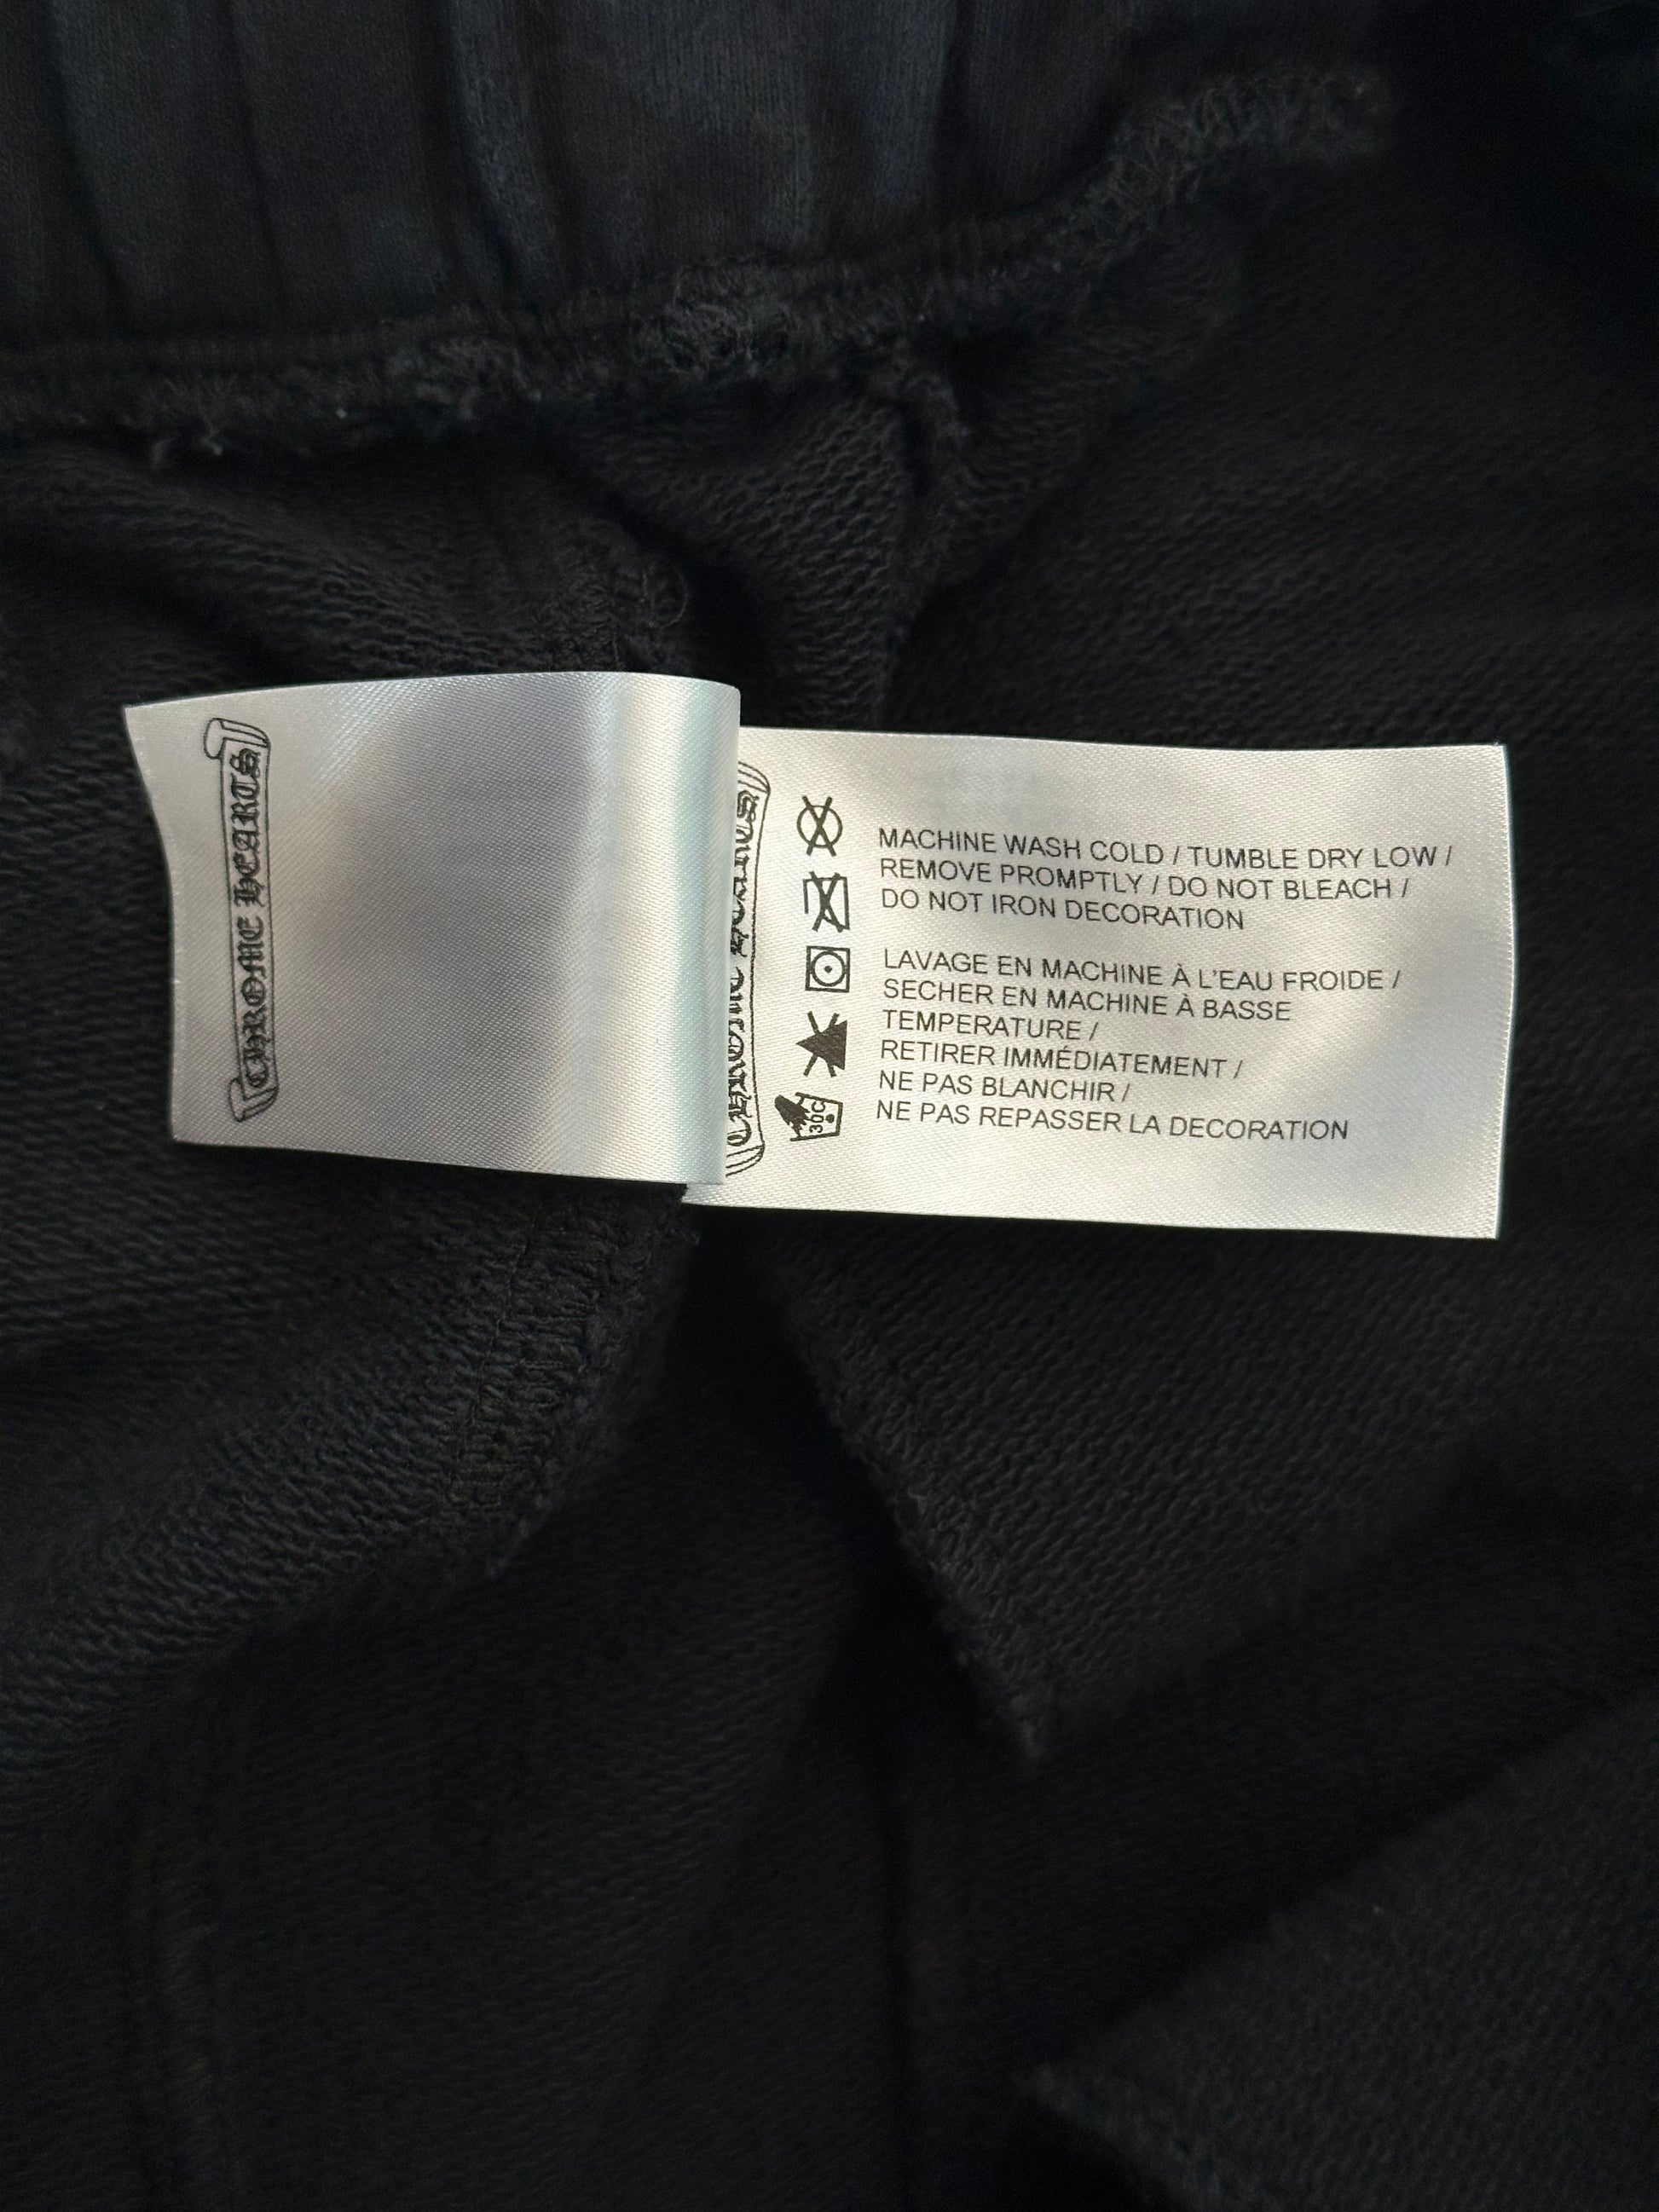 CHROME HEARTS
CHROME HEARTS
MACHINE WASH COLD / TUMBLE DRY LOW /
REMOVE PROMPTLY / DO NOT BLEACH /
DO NOT IRON DECORATION
LAVAGE EN MACHINE À L'EAU FROIDE /
SECHER EN MACHINE À BASSE
TEMPERATURE /
RETIRER IMMÉDIATEMENT /
NE PAS BLANCHIR /
NE PAS REPASSER LA DECORATION
30C